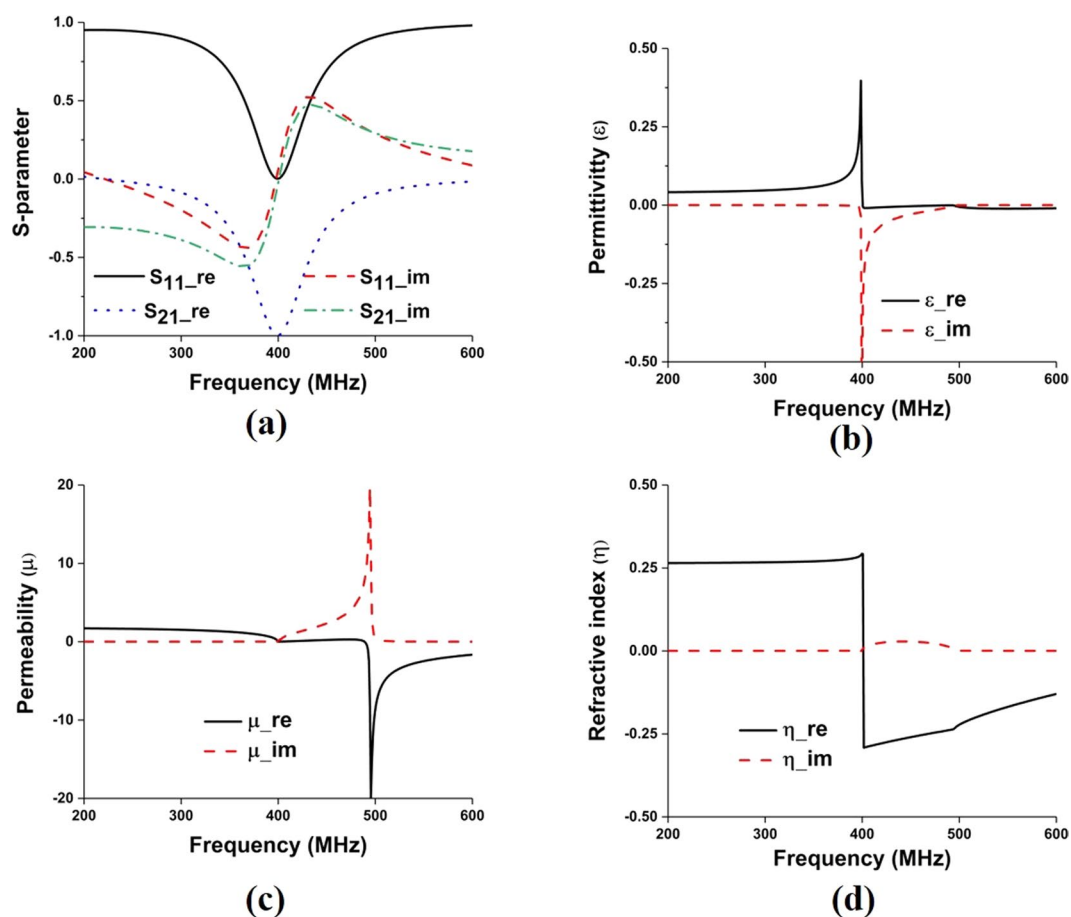 1.0
0.5
0.0
-0.5
-1.0
S-parameter
S11_re S11_im
S21_re S21_im
200 300 400 500 600
Frequency (MHz)
(a)
0.50
0.25
0.00
-0.25
-0.50
Permittivitty (ε)
ε_re
ε_im
200 300 400 500 600
Frequency (MHz)
(b)
20
10
0
-10
-20
Permeability (μ)
μ_re
μ_im
200 300 400 500 600
Frequency (MHz)
(c)
0.50
0.25
0.00
-0.25
-0.50
Refractive index (η)
η_re
η_im
200 300 400 500 600
Frequency (MHz)
(d)